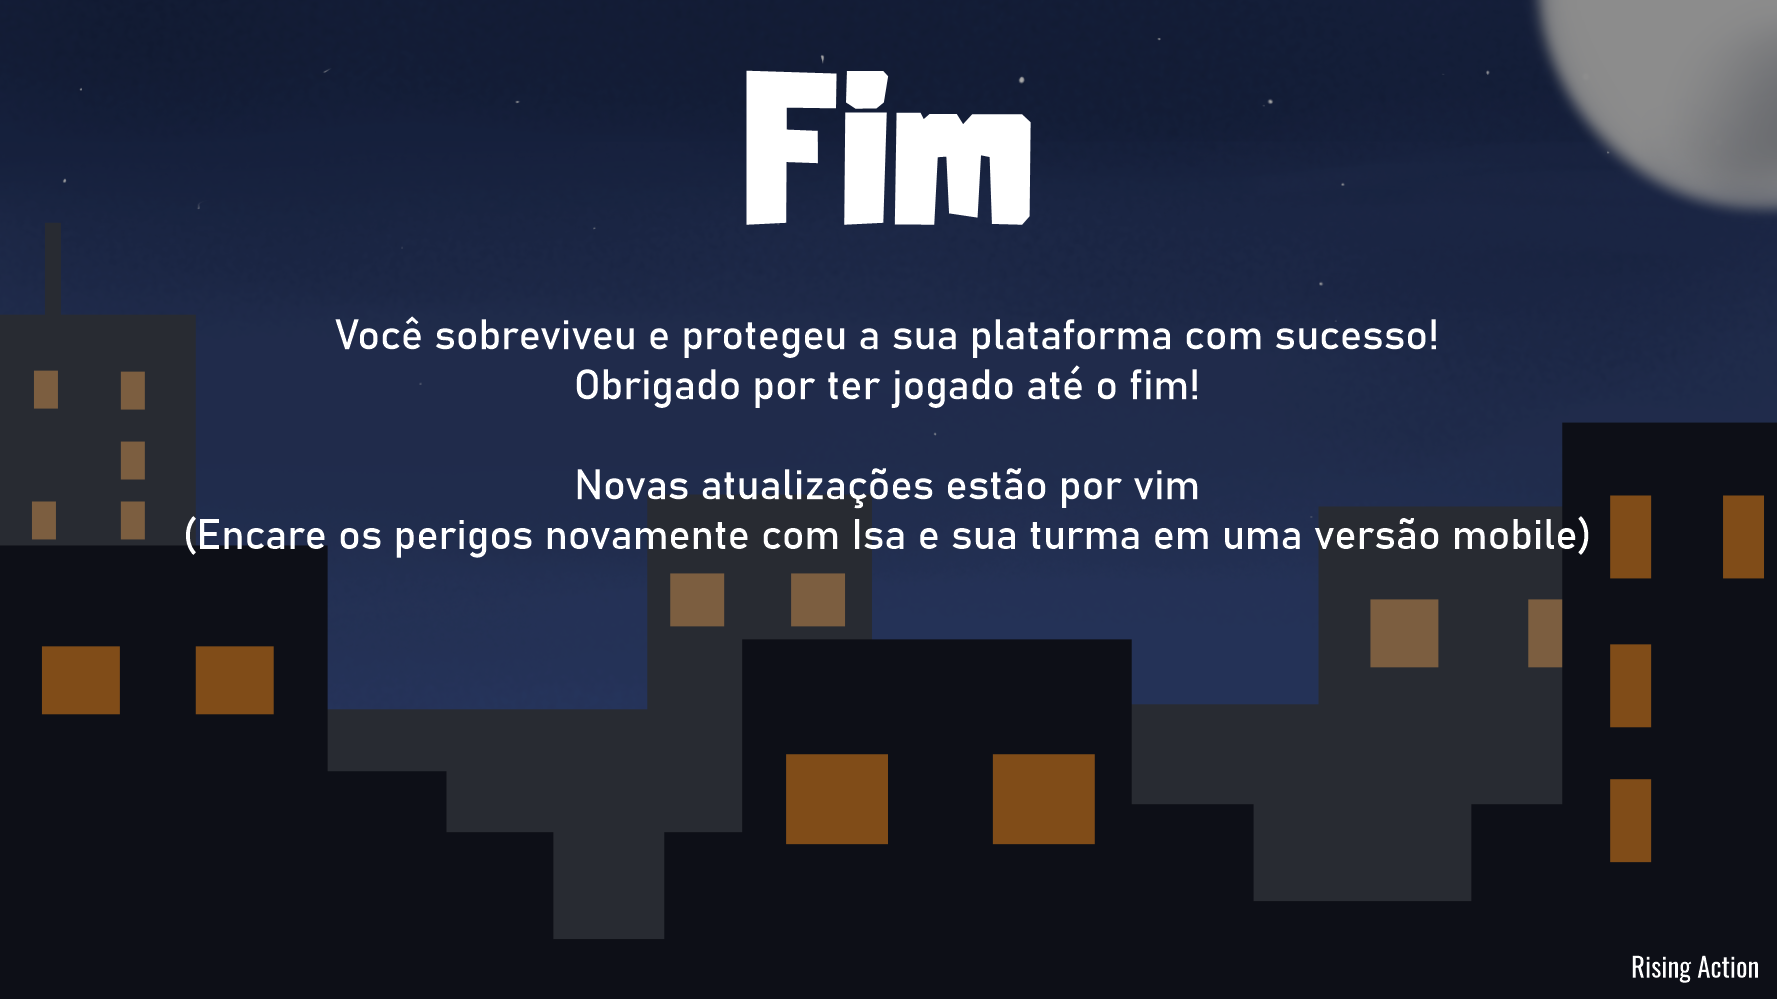 Fim
Você sobreviveu e protegeu a sua plataforma com sucesso!
Obrigado por ter jogado até o fim!
Novas atualizações estão por vim
(Encare os perigos novamente com Isa e sua turma em uma versão mobile)
Rising Action